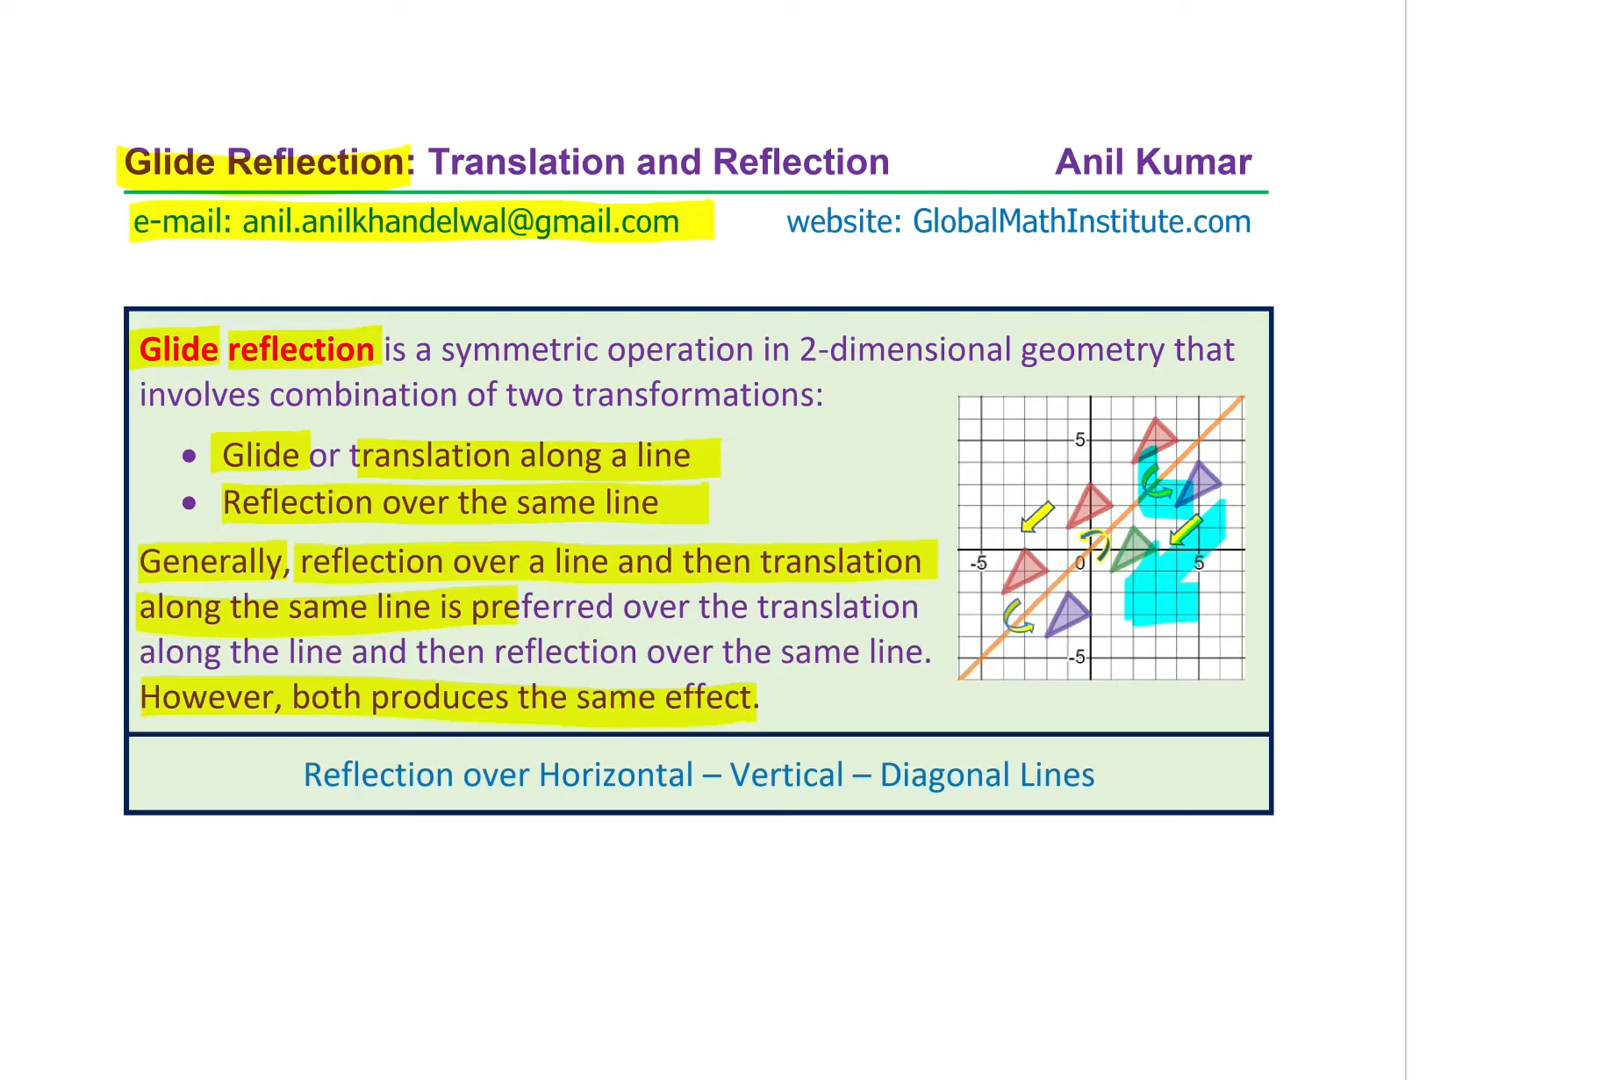 Glide Reflection: Translation and Reflection Anil Kumar
e-mail: anil.anilkhandelwal@gmail.com website: GlobalMathInstitute.com
Glide reflection is a symmetric operation in 2-dimensional geometry that
involves combination of two transformations:
• Glide or translation along a line
• Reflection over the same line
Generally, reflection over a line and then translation
along the same line is preferred over the translation
along the line and then reflection over the same line.
However, both produces the same effect.
5
-5 0 5
-5
Reflection over Horizontal – Vertical – Diagonal Lines